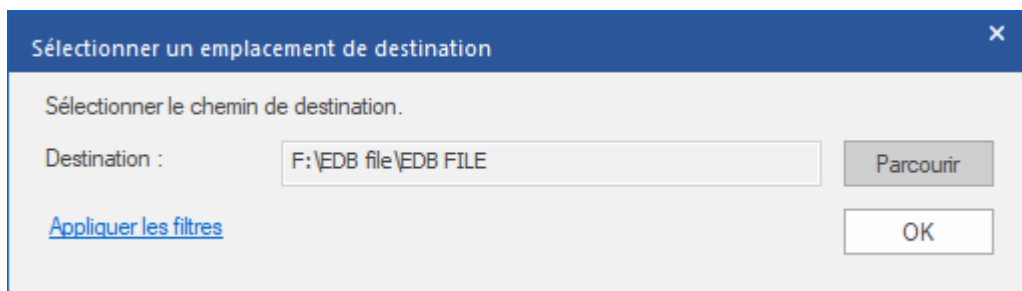 Sélectionner un emplacement de destination
Sélectionner le chemin de destination.
Destination : F:\EDB file\EDB FILE Parcourir
Appliquer les filtres OK